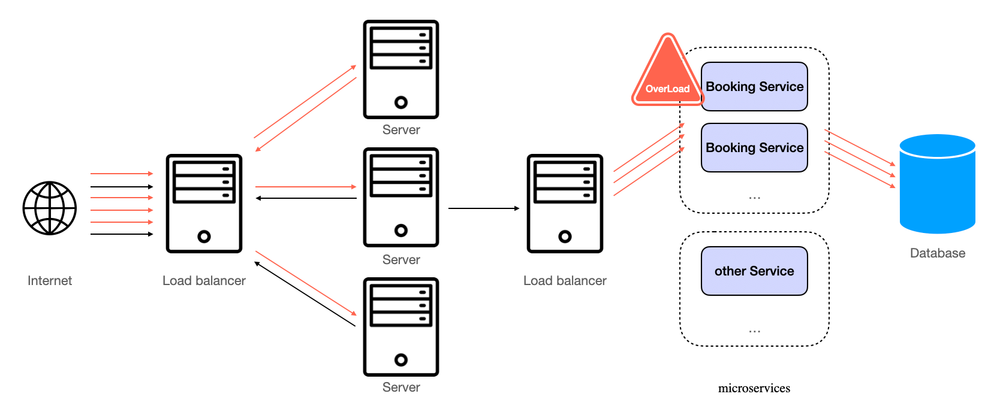 Internet
Load balancer
Server
Server
Server
Load balancer
OverLoad
Booking Service
Booking Service
...
other Service
...
microservices
Database